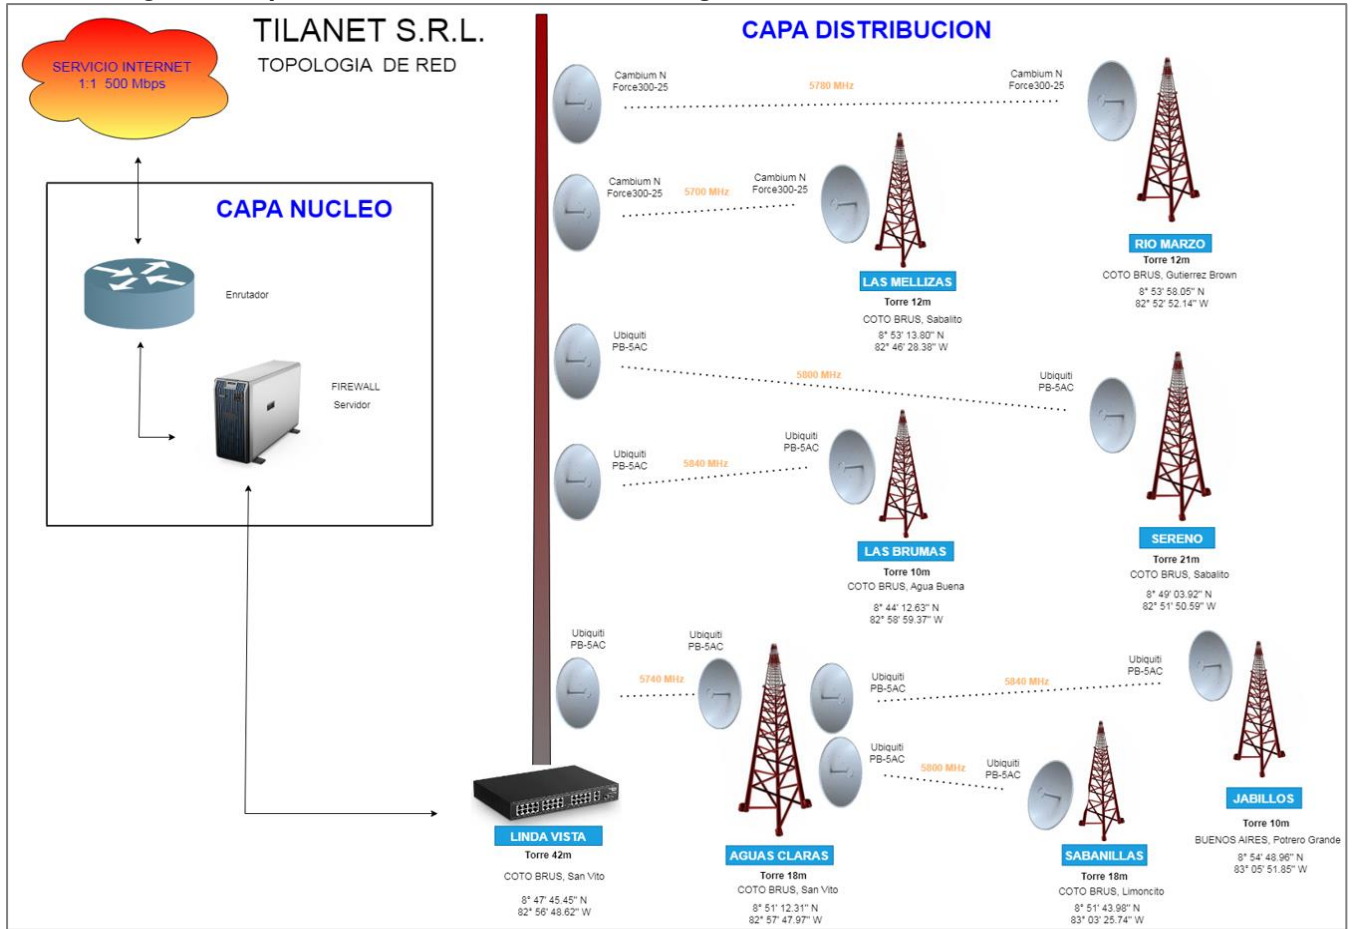 TILANET S.R.L.
TOPOLOGIA DE RED
SERVICIO INTERNET
1:1 500 Mbps
CAPA NUCLEO
Enrutador
FIREWALL
Servidor
CAPA DISTRIBUCION
Cambium N
Force300-25
5780 MHz
Cambium N
Force300-25
RIO MARZO
Torre 12m
COTO BRUS, Gutierrez Brown
8° 53' 58.05" N
82° 52' 52.14" W
Cambium N
Force300-25
5700 MHz
Cambium N
Force300-25
LAS MELLIZAS
Torre 12m
COTO BRUS, Sabalito
8° 53' 13.80" N
82° 46' 28.38" W
Ubiquiti
PB-5AC
5800 MHz
Ubiquiti
PB-5AC
SERENO
Torre 21m
COTO BRUS, Sabalito
8° 49' 03.92" N
82° 51' 50.59" W
Ubiquiti
PB-5AC
5840 MHz
Ubiquiti
PB-5AC
LAS BRUMAS
Torre 10m
COTO BRUS, Agua Buena
8° 44' 12.63" N
82° 58' 59.37" W
Ubiquiti
PB-5AC
5740 MHz
Ubiquiti
PB-5AC
Ubiquiti
PB-5AC
5840 MHz
Ubiquiti
PB-5AC
Ubiquiti
PB-5AC
5800 MHz
Ubiquiti
PB-5AC
LINDA VISTA
Torre 42m
COTO BRUS, San Vito
8° 47' 45.45" N
82° 56' 48.62" W
AGUAS CLARAS
Torre 18m
COTO BRUS, San Vito
8° 51' 12.31" N
82° 57' 47.97" W
SABANILLAS
Torre 18m
COTO BRUS, Limoncito
8° 51' 43.98" N
83° 03' 25.74" W
JABILLOS
Torre 10m
BUENOS AIRES, Potrero Grande
8° 54' 48.96" N
83° 05' 51.85" W